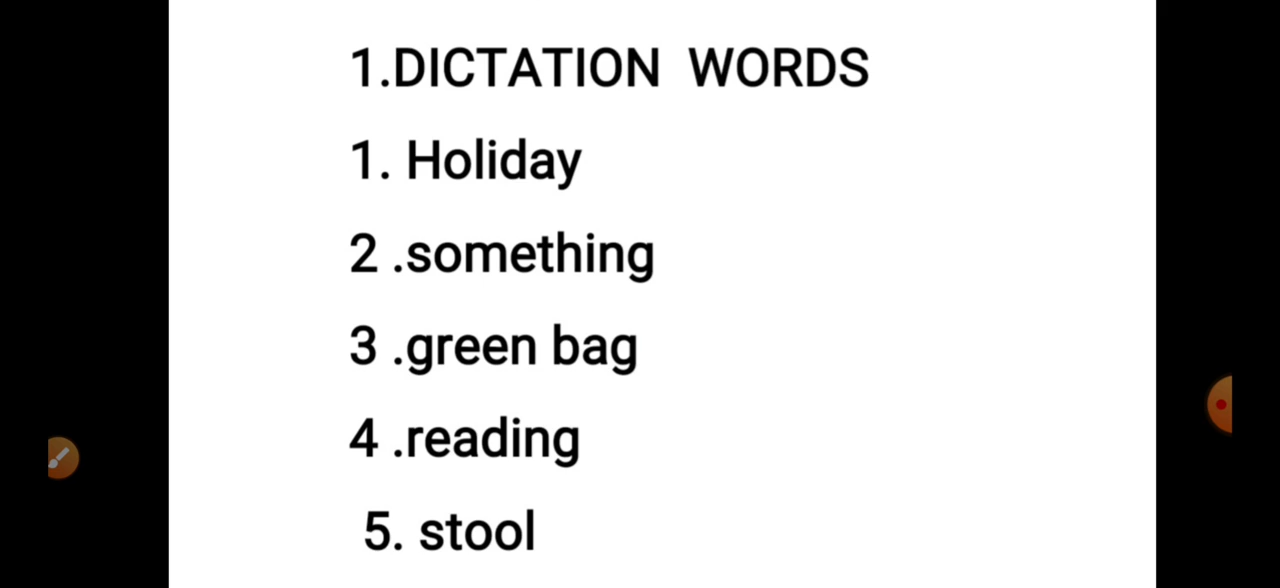 1.DICTATION WORDS
1. Holiday
2 .something
3 .green bag
4 .reading
5. stool